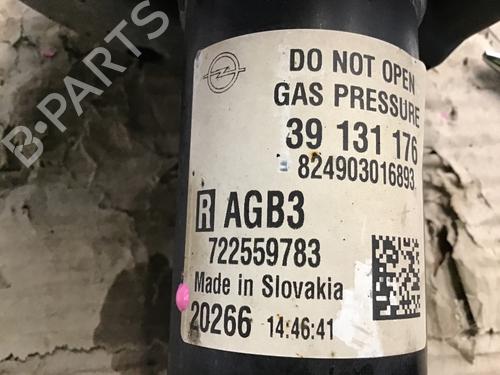 DO NOT OPEN
GAS PRESSURE
39 131 176
824903016893
R AGB3
722559783
Made in Slovakia
20266 14:46:41
B-PARTS